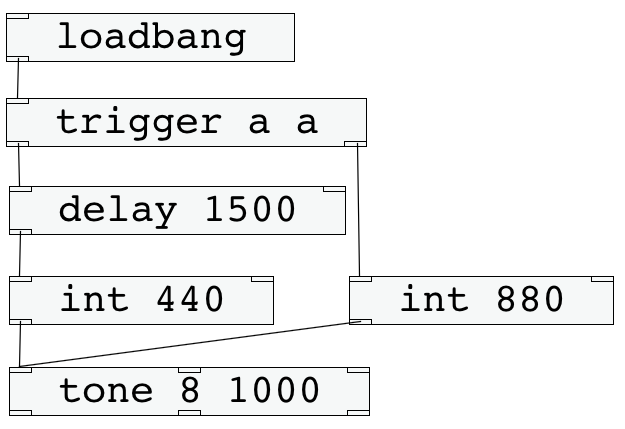 loadbang
trigger a a
delay 1500
int 440
int 880
tone 8 1000